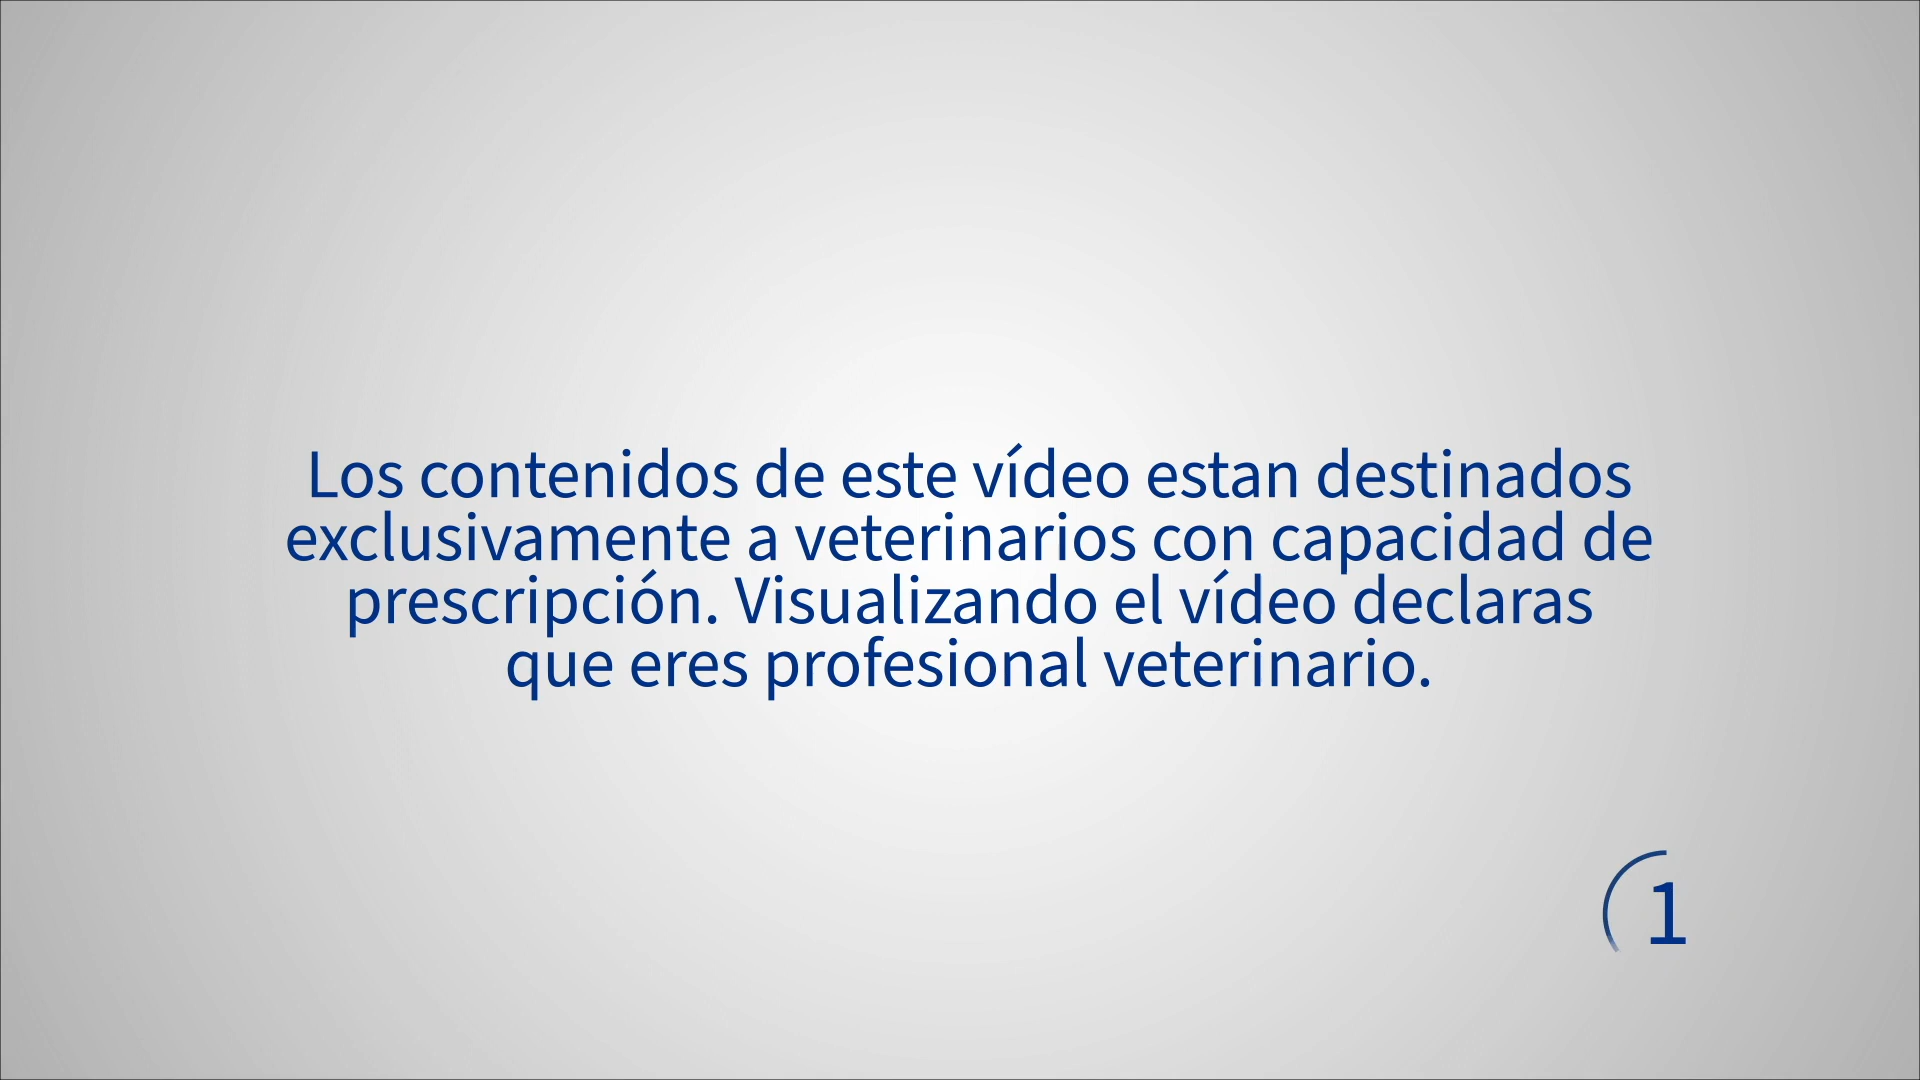 Los contenidos de este vídeo estan destinados
exclusivamente a veterinarios con capacidad de
prescripción. Visualizando el vídeo declaras
que eres profesional veterinario.
1